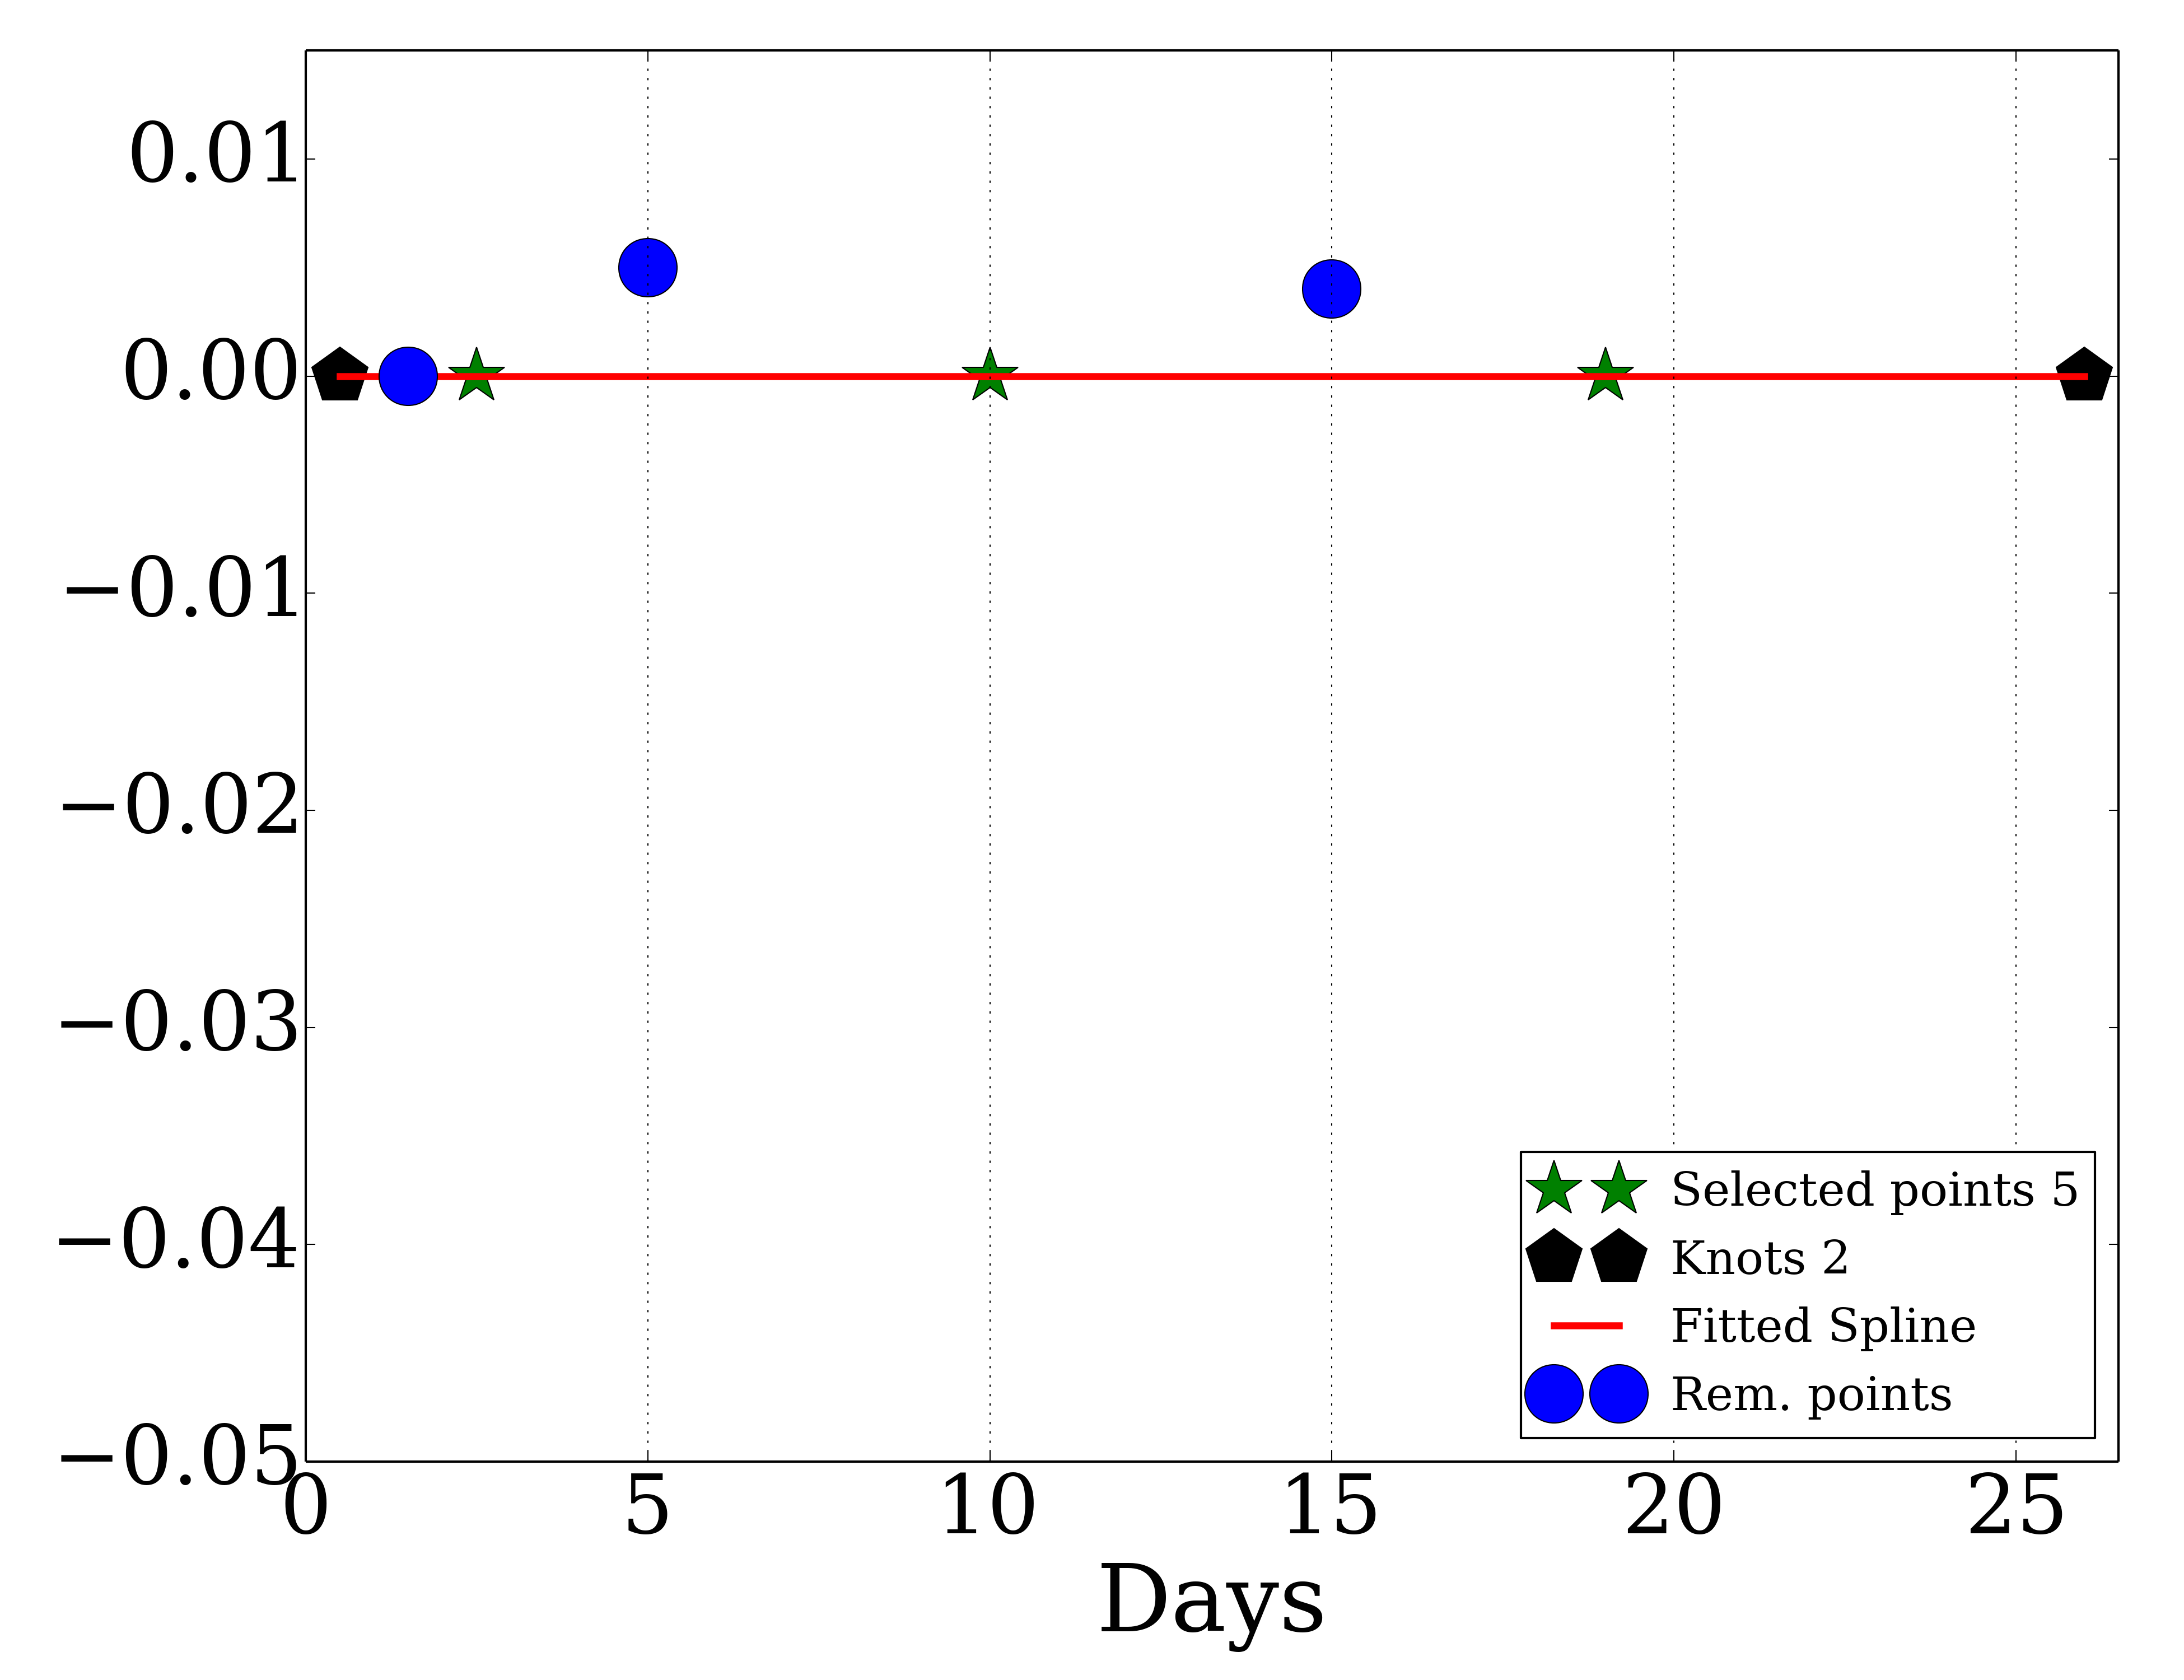 0.01
0.00
−0.01
−0.02
−0.03
−0.04
−0.05
0 5 10 15 20 25
Days
Selected points 5
Knots 2
Fitted Spline
Rem. points